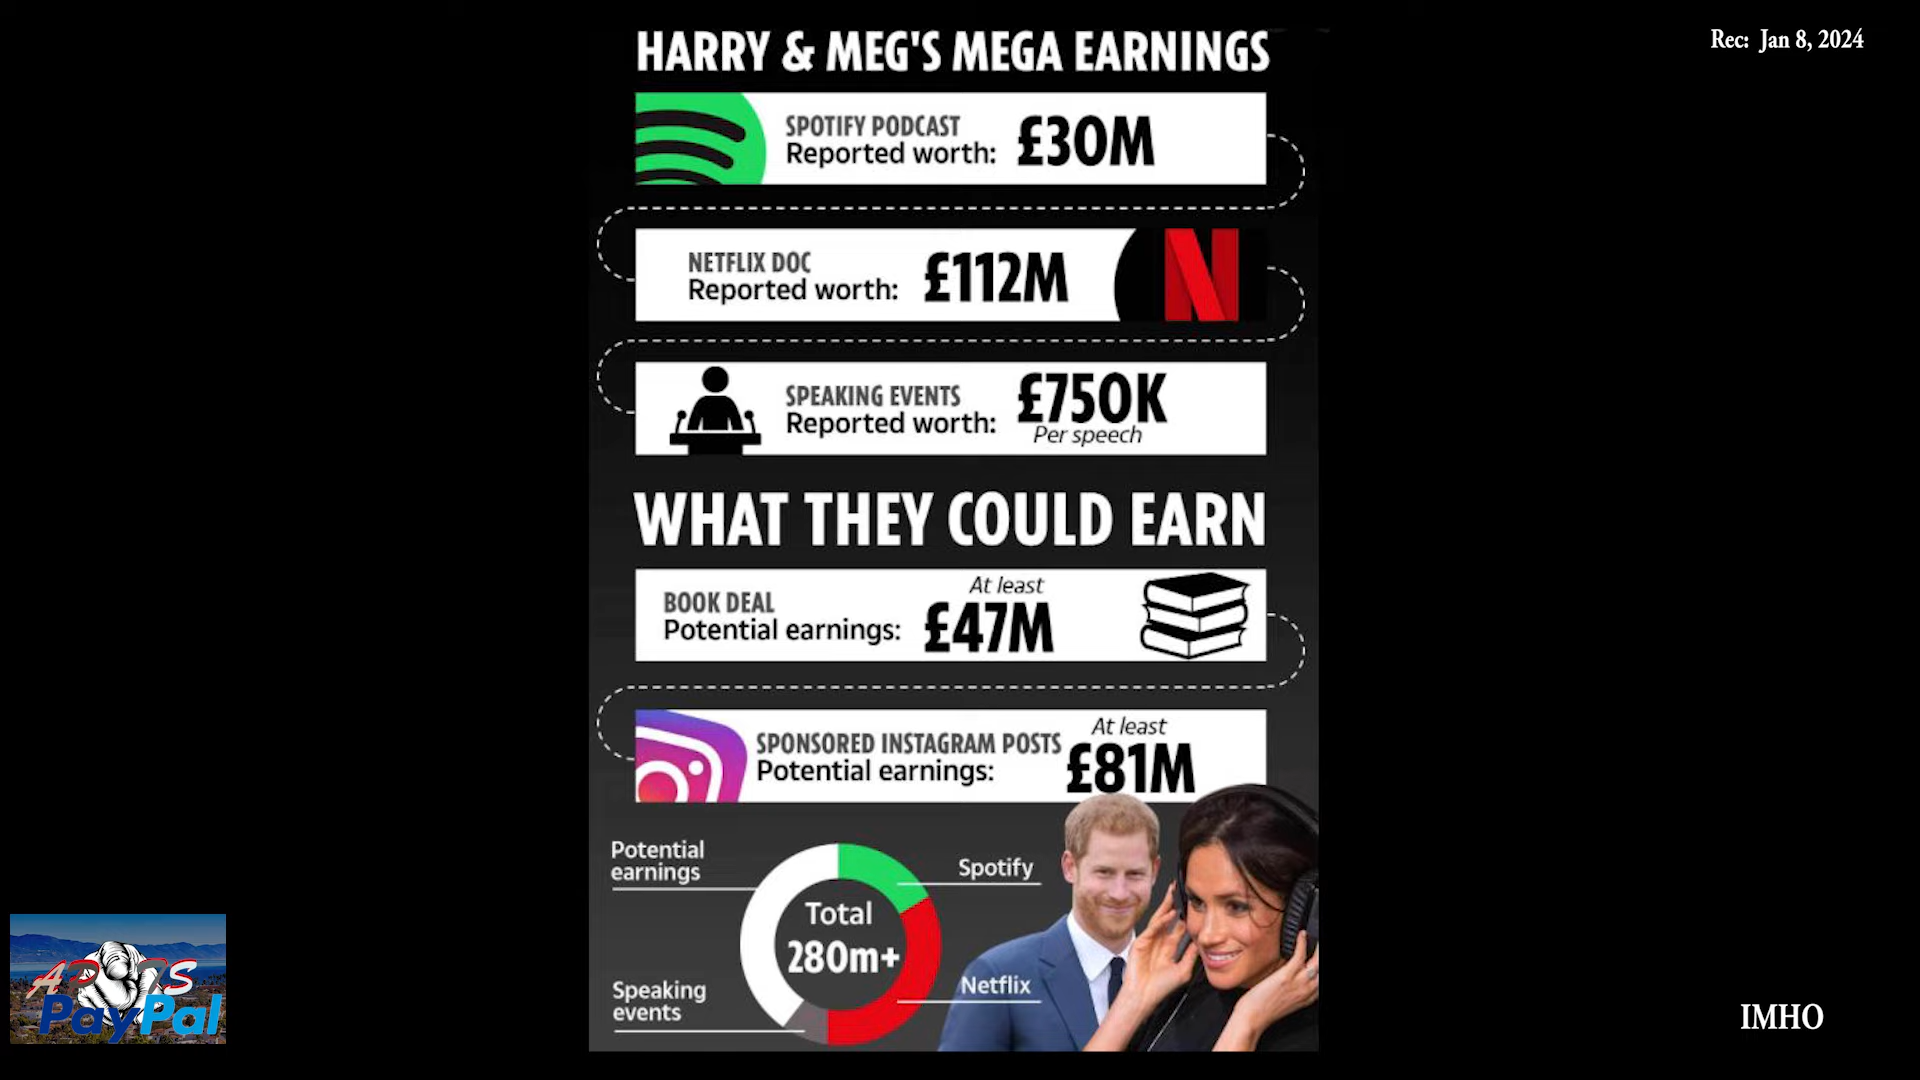 Rec: Jan 8, 2024
HARRY & MEG'S MEGA EARNINGS
SPOTIFY PODCAST
Reported worth: £30M
NETFLIX DOC
Reported worth: £112M
N
SPEAKING EVENTS
Reported worth: £750K
Per speech
WHAT THEY COULD EARN
BOOK DEAL
Potential earnings:
At least
£47M
SPONSORED INSTAGRAM POSTS
Potential earnings:
At least
£81M
Potential
earnings
Spotify
Total
280m+
Speaking
events
Netflix
PayPal
IMHO